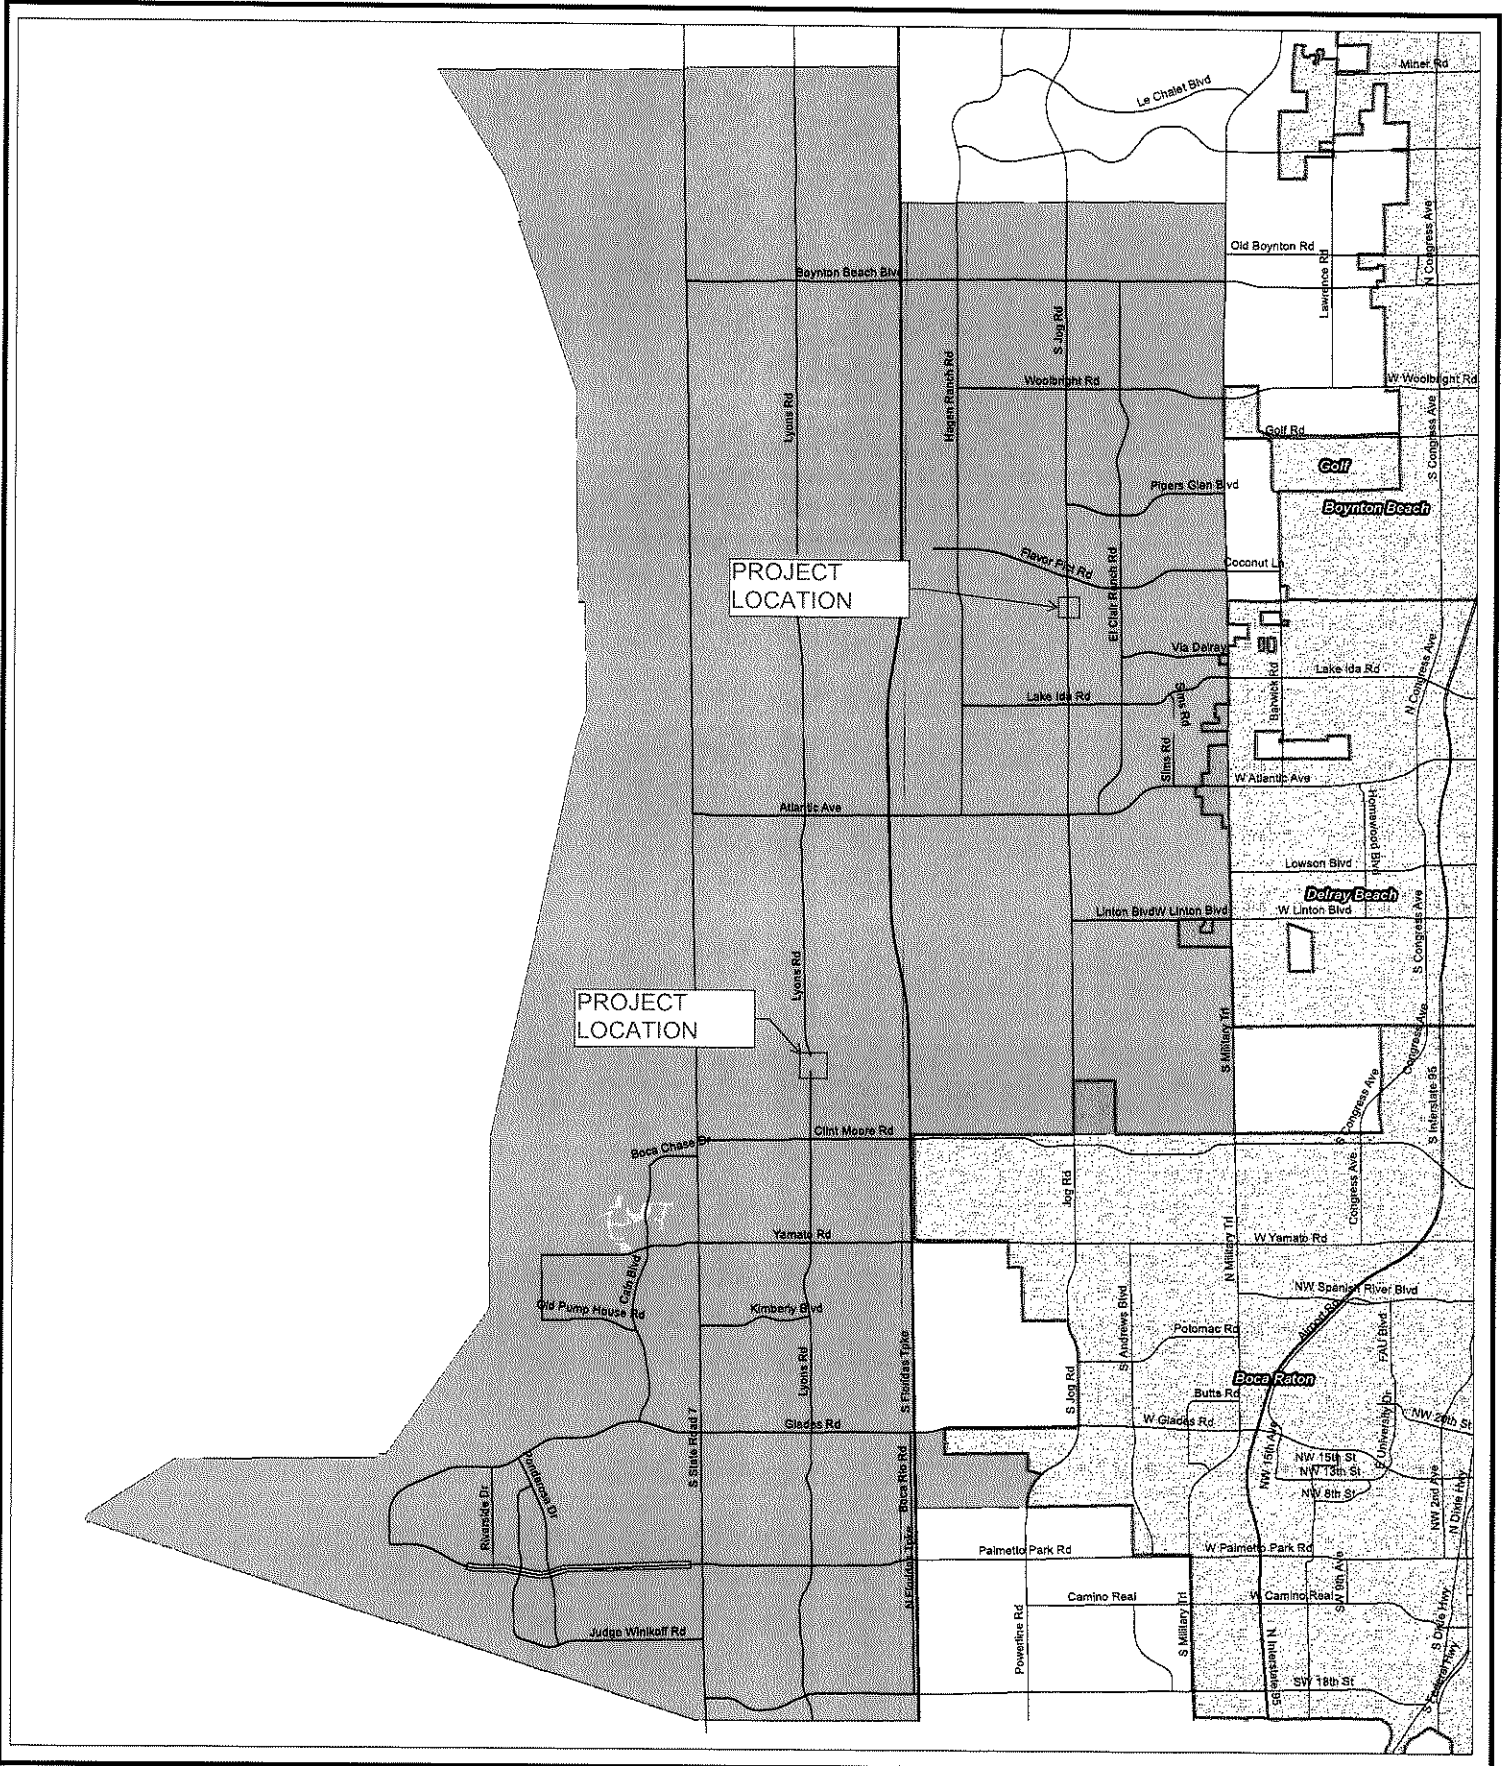 Miner Rd
Le Chalet Blvd
Old Boynton Rd
N Congress Ave
Lawrence Rd
Boynton Beach Blvd
S Jog Rd
Hagen Ranch Rd
Lyons Rd
Woolbright Rd
W Woolbright Rd
S Congress Ave
Golf Rd
Golf
Pipers Glen Blvd
Boynton Beach
Flavor Pict Rd
El Clair Ranch Rd
Coconut Ln
PROJECT
LOCATION
Via Delray
Lake Ida Rd
Barwick Rd
N Congress Ave
Sims Rd
Lake Ida Rd
Sims Rd
W Atlantic Ave
Atlantic Ave
Homewood Blvd
Lowson Blvd
Delray Beach
Linton Blvd
W Linton Blvd
W Linton Blvd
S Congress Ave
Lyons Rd
PROJECT
LOCATION
S Military Trl
Congress Ave
S Interstate 95
S Congress Ave
Clint Moore Rd
Boca Chase Dr
Jog Rd
Congress Ave
Yamato Rd
N Military Trl
W Yamato Rd
Cain Blvd
NW Spanish River Blvd
Old Pump House Rd
Kimberly Blvd
Airport Rd
S Andrews Blvd
Potomac Rd
FAU Blvd
Lyons Rd
S Floridas Tpke
S Jog Rd
Boca Raton
Butts Rd
Glades Rd
W Glades Rd
S State Road 7
E University Dr
NW 20th St
NW 15th Ave
NW 15th St
NW 13th St
NW 8th St
Ponderosa Dr
Riverside Dr
Boca Rio Rd
NW 2nd Ave
N Dixie Hwy
N Floridas Tpke
Palmetto Park Rd
W Palmetto Park Rd
Camino Real
W Camino Real
SW 9th Ave
Judge Winikoff Rd
Powerline Rd
S Military Trl
N Interstate 95
S Dixie Hwy
S Federal Hwy
SW 18th St